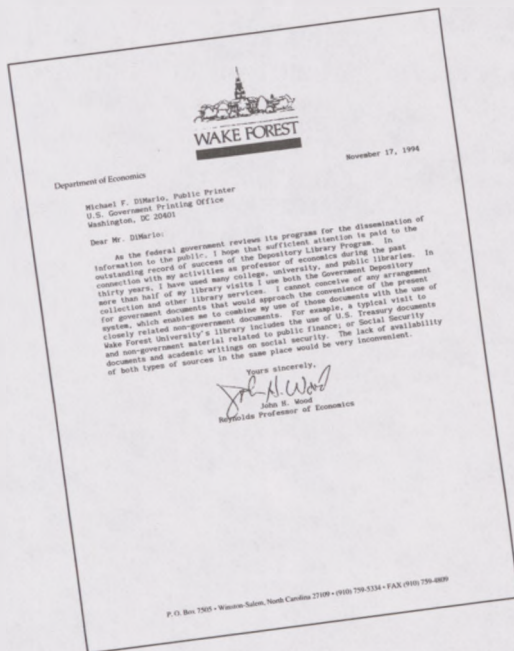 WAKE FOREST
Department of Economics
November 17, 1994
Michael F. DiMario, Public Printer
U.S. Government Printing Office
Washington, DC 20401
Dear Mr. DiMario:
As the federal government reviews its programs for the dissemination of
information to the public, I hope that sufficient attention is paid to the
outstanding record of success of the Depository Library Program. In
connection with my activities as professor of economics during the past
thirty years, I have used many college, university, and public libraries. In
more than half of my library visits I use both the Government Depository
collection and other library services. I cannot conceive of any arrangement
for government documents that would approach the convenience of the present
system, which enables me to combine my use of those documents with the use of
closely related non-government documents. For example, a typical visit to
Wake Forest University's library includes the use of U.S. Treasury documents
and non-government material related to public finance; or Social Security
documents and academic writings on social security. The lack of availability
of both types of sources in the same place would be very inconvenient.
Yours sincerely,
John H. Wood
John H. Wood
Reynolds Professor of Economics
P. O. Box 7505 • Winston-Salem, North Carolina 27109 • (910) 759-5334 • FAX (910) 759-4809